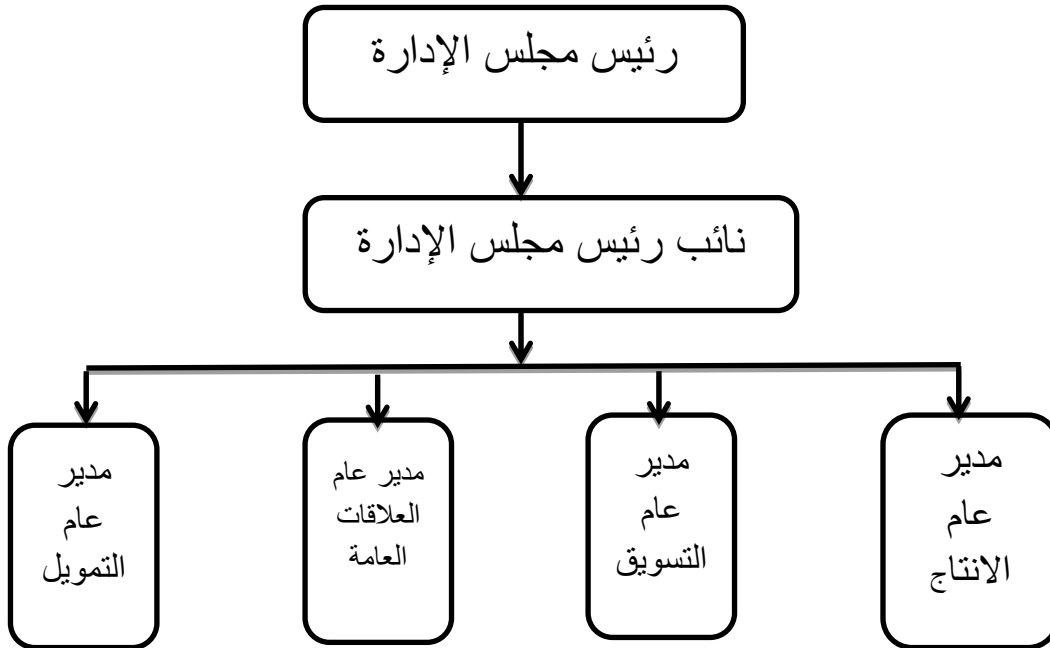 رئيس مجلس الإدارة
نائب رئيس مجلس الإدارة
مدير
عام
الانتاج
مدير
عام
التسويق
مدير عام
العلاقات
العامة
مدير
عام
التمويل